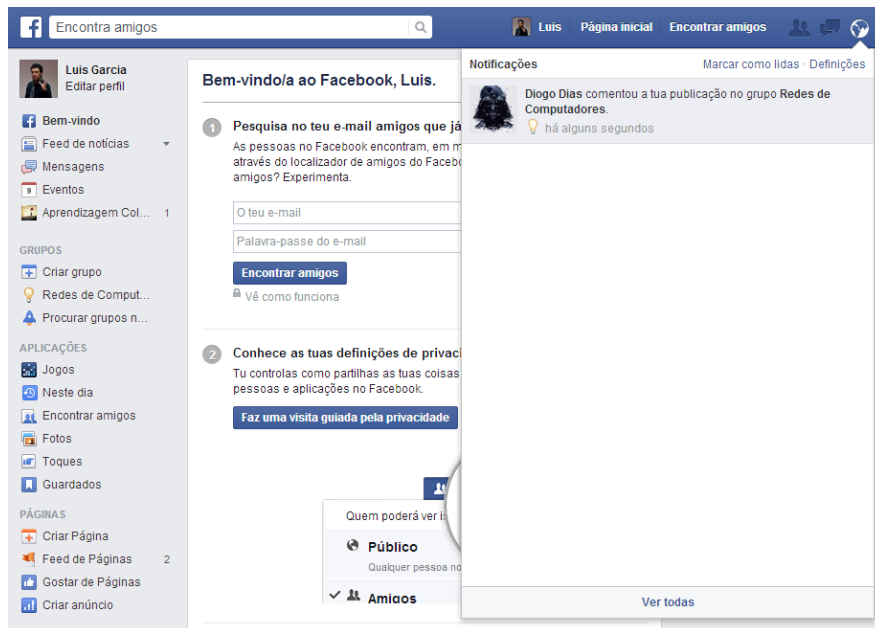 Encontra amigos
Luis
Página inicial
Encontrar amigos
Luis Garcia
Editar perfil
Bem-vindo
Feed de notícias
Mensagens
9 Eventos
Aprendizagem Col... 1
GRUPOS
Criar grupo
Redes de Comput...
Procurar grupos n...
APLICAÇÕES
Jogos
Neste dia
Encontrar amigos
Fotos
Toques
Guardados
PÁGINAS
Criar Página
Feed de Páginas 2
Gostar de Páginas
Criar anúncio
Bem-vindo/a ao Facebook, Luis.
1 Pesquisa no teu e-mail amigos que já
As pessoas no Facebook encontram, em m
através do localizador de amigos do Facebo
amigos? Experimenta.
O teu e-mail
Palavra-passe do e-mail
Encontrar amigos
Vê como funciona
2 Conhece as tuas definições de privaci
Tu controlas como partilhas as tuas coisas
pessoas e aplicações no Facebook.
Faz uma visita guiada pela privacidade
Quem poderá ver i
Público
Qualquer pessoa no
Amigos
Notificações
Marcar como lidas · Definições
Diogo Dias comentou a tua publicação no grupo Redes de
Computadores.
há alguns segundos
Ver todas